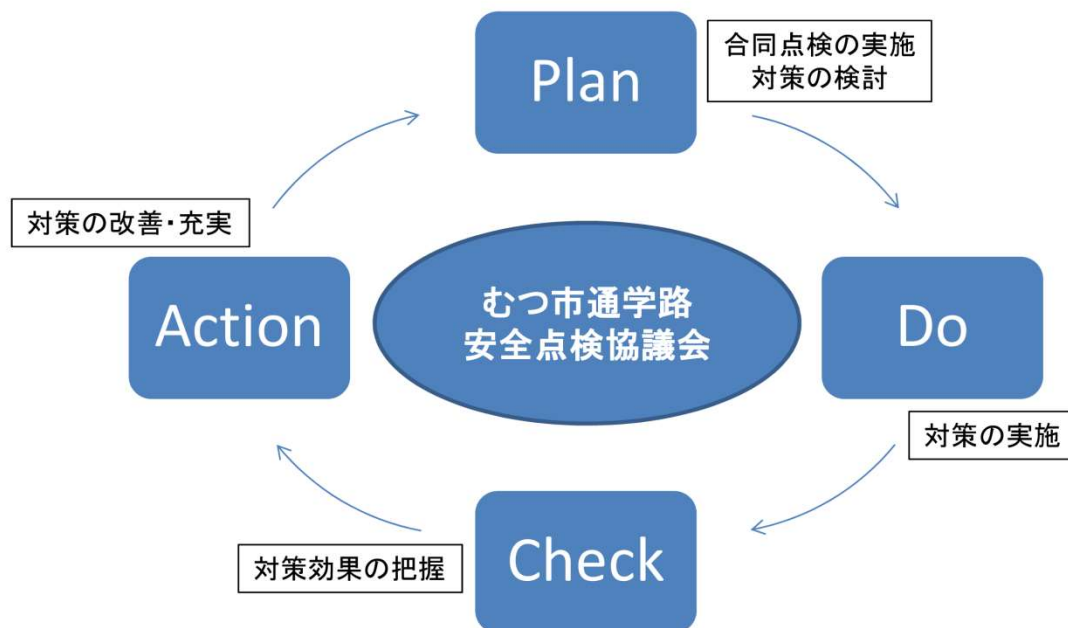 Plan
合同点検の実施
対策の検討
対策の改善・充実
Action
むつ市通学路
安全点検協議会
Do
対策の実施
Check
対策効果の把握